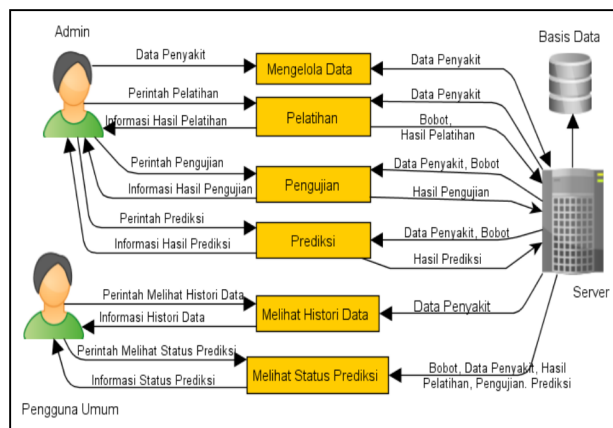 Admin
Basis Data
Data Penyakit
Mengelola Data
Data Penyakit
Perintah Pelatihan
Data Penyakit
Pelatihan
Informasi Hasil Pelatihan
Bobot,
Hasil Pelatihan
Perintah Pengujian
Data Penyakit, Bobot
Pengujian
Informasi Hasil Pengujian
Hasil Pengujian
Perintah Prediksi
Data Penyakit, Bobot
Prediksi
Informasi Hasil Prediksi
Hasil Prediksi
Server
Perintah Melihat Histori Data
Melihat Histori Data
Data Penyakit
Informasi Histori Data
Perintah Melihat Status Prediksi
Melihat Status Prediksi
Bobot, Data Penyakit, Hasil
Pelatihan, Pengujian. Prediksi
Informasi Status Prediksi
Pengguna Umum